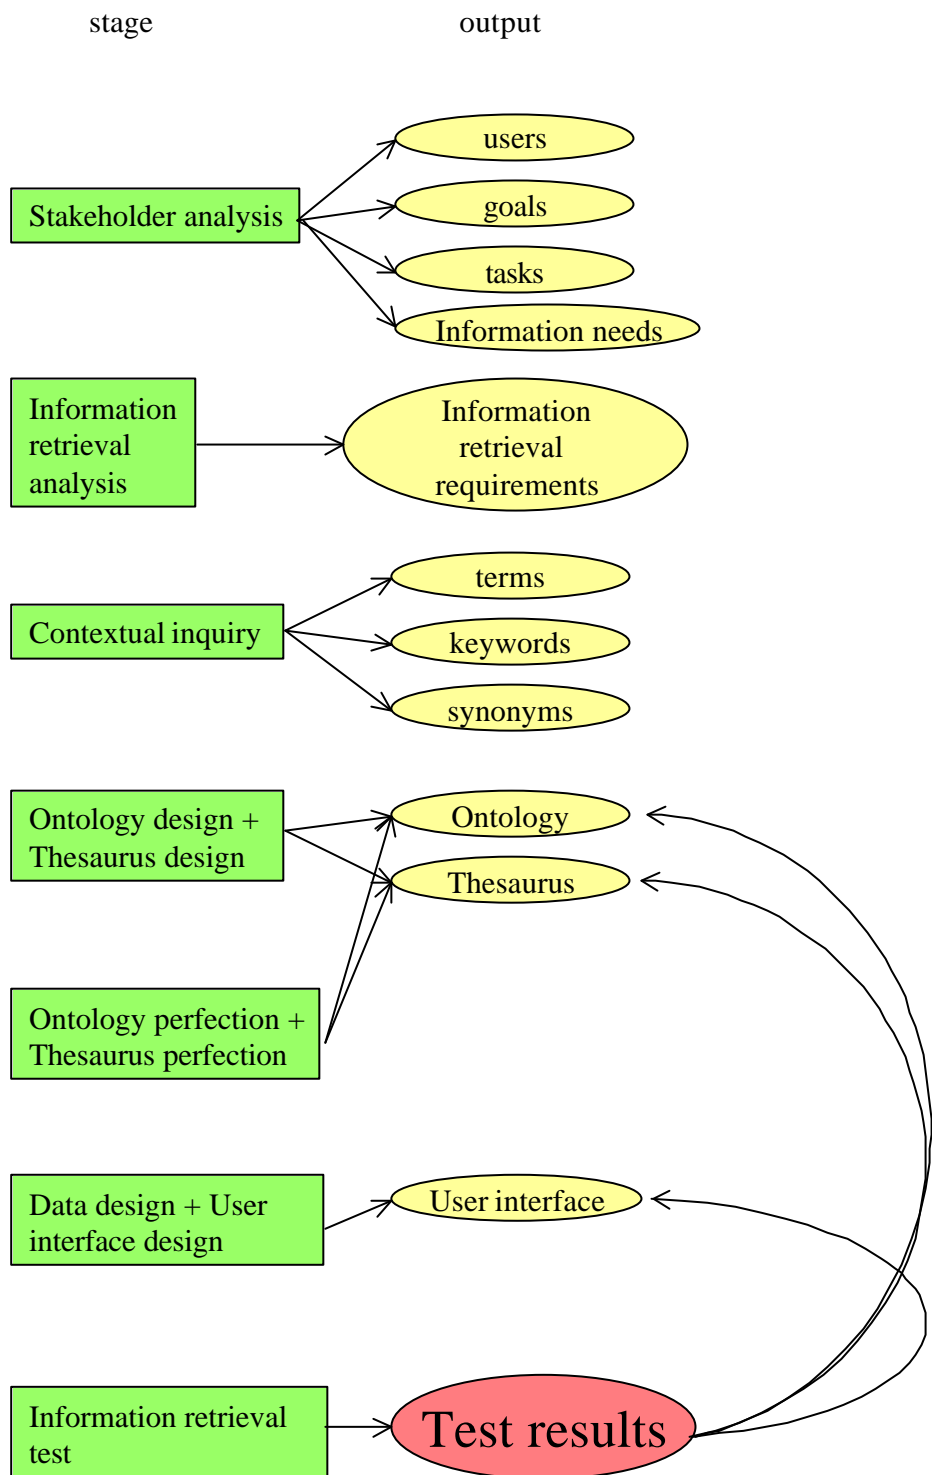 stage
output
users
Stakeholder analysis
goals
tasks
Information needs
Information
retrieval
analysis
Information
retrieval
requirements
terms
Contextual inquiry
keywords
synonyms
Ontology design +
Thesaurus design
Ontology
Thesaurus
Ontology perfection +
Thesaurus perfection
Data design + User
interface design
User interface
Information retrieval
test
Test results